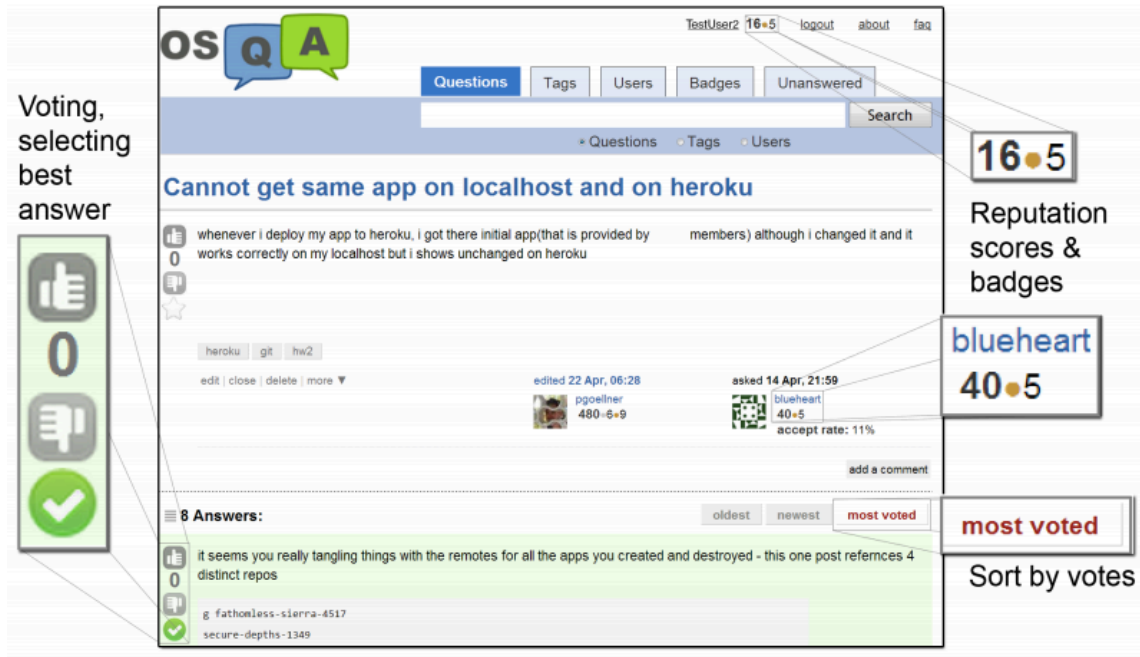 os Q A
TestUser2 16●5 logout about faq
Questions Tags Users Badges Unanswered
Search
Questions Tags Users
Voting,
selecting
best
answer
0
16●5
Reputation
scores &
badges
Cannot get same app on localhost and on heroku
whenever i deploy my app to heroku, i got there initial app(that is provided by members) although i changed it and it
0
works correctly on my localhost but i shows unchanged on heroku
blueheart
40●5
heroku git hw2
edit | close | delete | more ▼
edited 22 Apr, 06:28
pgoellner
480●6●9
asked 14 Apr, 21:59
blueheart
40●5
accept rate: 11%
add a comment
8 Answers:
oldest newest most voted
most voted
Sort by votes
it seems you really tangling things with the remotes for all the apps you created and destroyed - this one post refernces 4
0
distinct repos
g fathomless-sierra-4517
secure-depths-1349